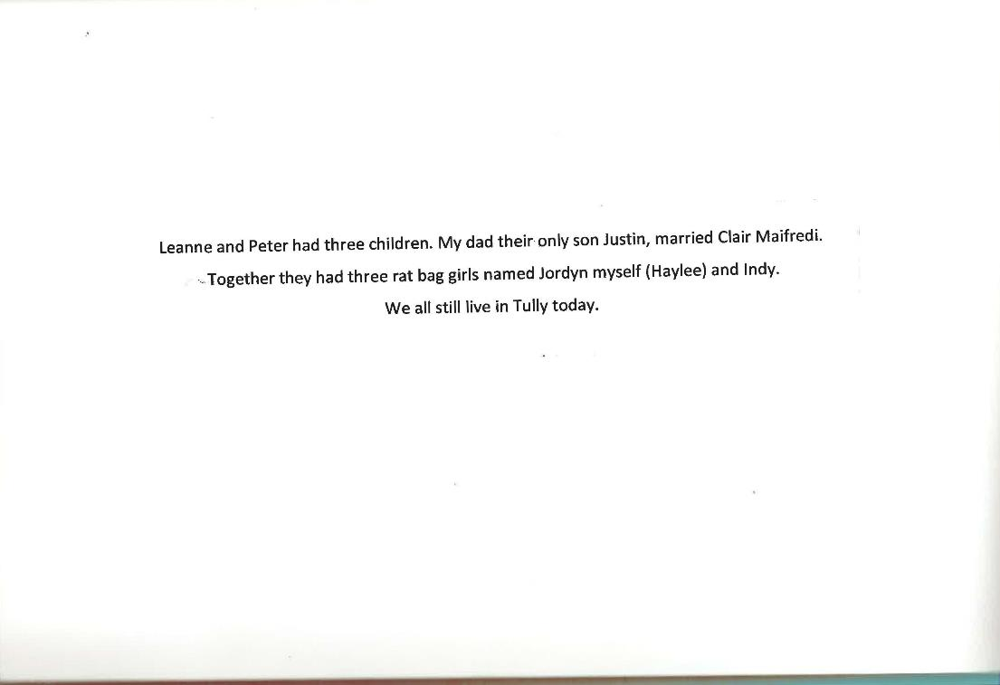 Leanne and Peter had three children. My dad their only son Justin, married Clair Maifredi.
Together they had three rat bag girls named Jordyn myself (Haylee) and Indy.
We all still live in Tully today.